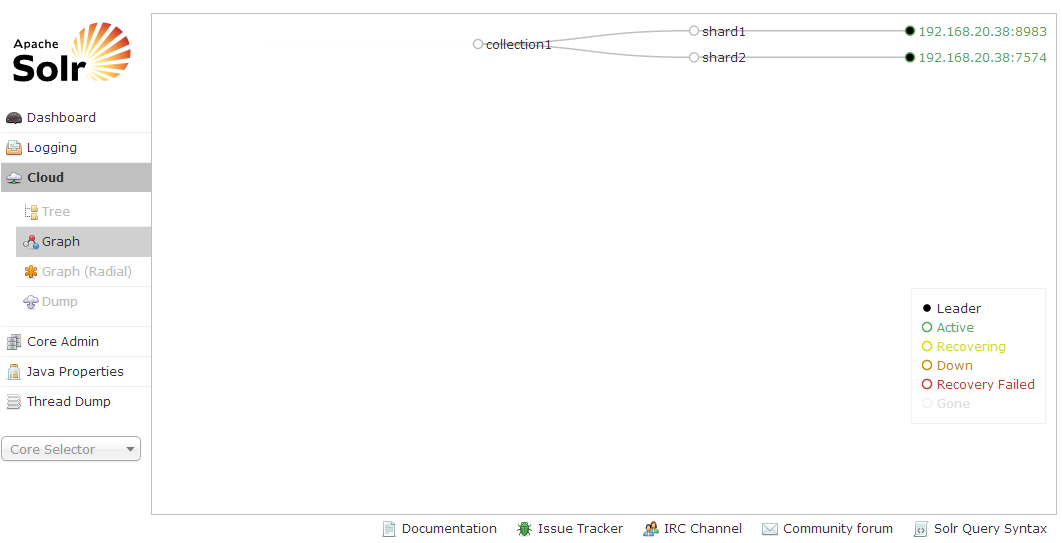 Apache
Solr
Dashboard
Logging
Cloud
Tree
Graph
Graph (Radial)
Dump
Core Admin
Java Properties
Thread Dump
Core Selector
collection1
shard1
192.168.20.38:8983
shard2
192.168.20.38:7574
Leader
Active
Recovering
Down
Recovery Failed
Gone
Documentation Issue Tracker IRC Channel Community forum Solr Query Syntax